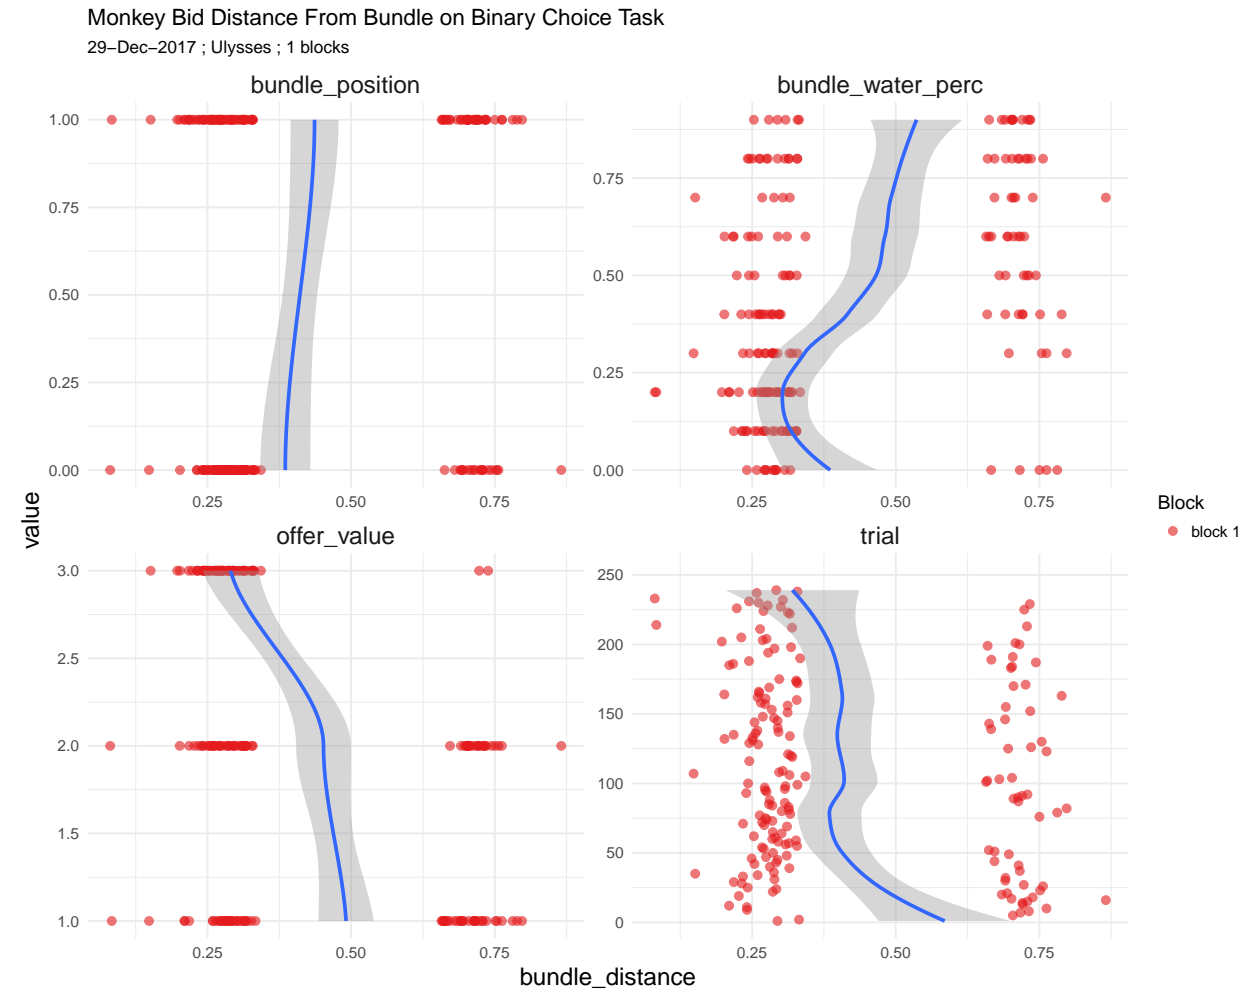 Monkey Bid Distance From Bundle on Binary Choice Task
29−Dec−2017 ; Ulysses ; 1 blocks
bundle_position
bundle_water_perc
1.00
0.75
0.50
0.25
0.00
0.75
0.50
0.25
0.00
0.25 0.50 0.75
0.25 0.50 0.75
value
offer_value
trial
3.0
2.5
2.0
1.5
1.0
250
200
150
100
50
0
0.25 0.50 0.75
0.25 0.50 0.75
bundle_distance
Block
block 1